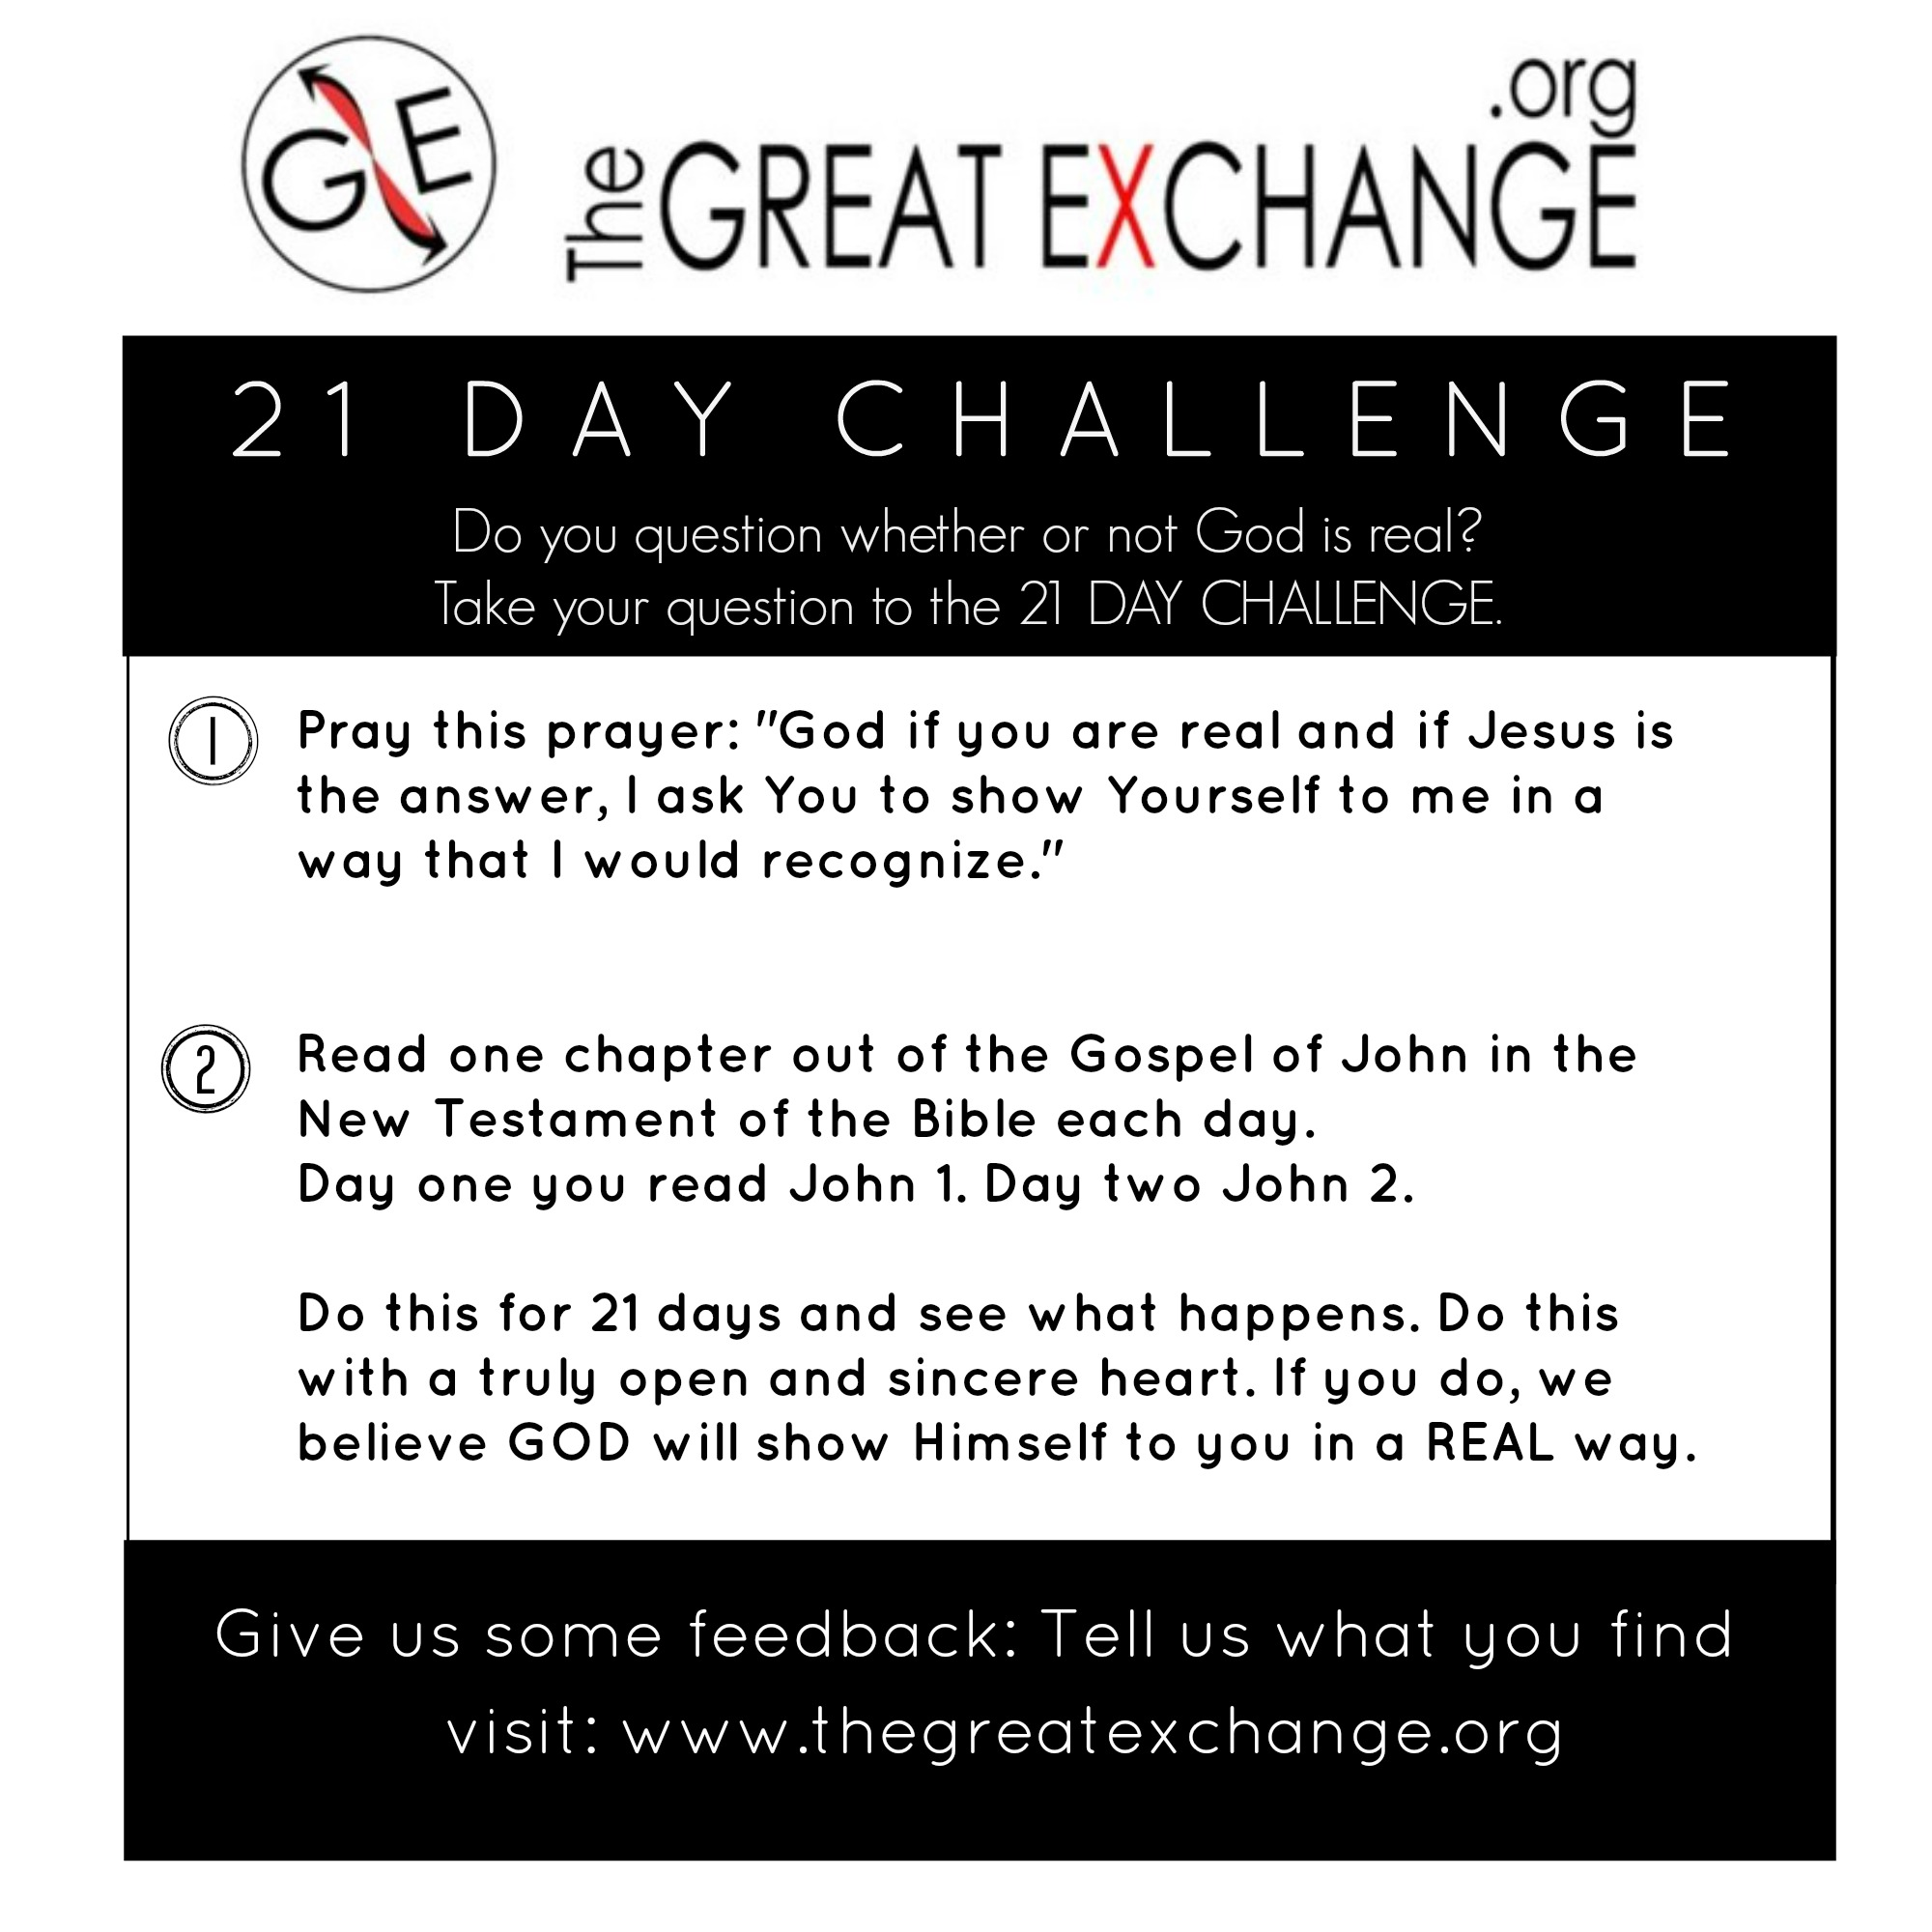 GE
.org
The GREAT EXCHANGE
21 DAY CHALLENGE
Do you question whether or not God is real?
Take your question to the 21 DAY CHALLENGE.
1 Pray this prayer: "God if you are real and if Jesus is
the answer, I ask You to show Yourself to me in a
way that I would recognize."
2 Read one chapter out of the Gospel of John in the
New Testament of the Bible each day.
Day one you read John 1. Day two John 2.
Do this for 21 days and see what happens. Do this
with a truly open and sincere heart. If you do, we
believe GOD will show Himself to you in a REAL way.
Give us some feedback: Tell us what you find
visit: www.thegreatexchange.org